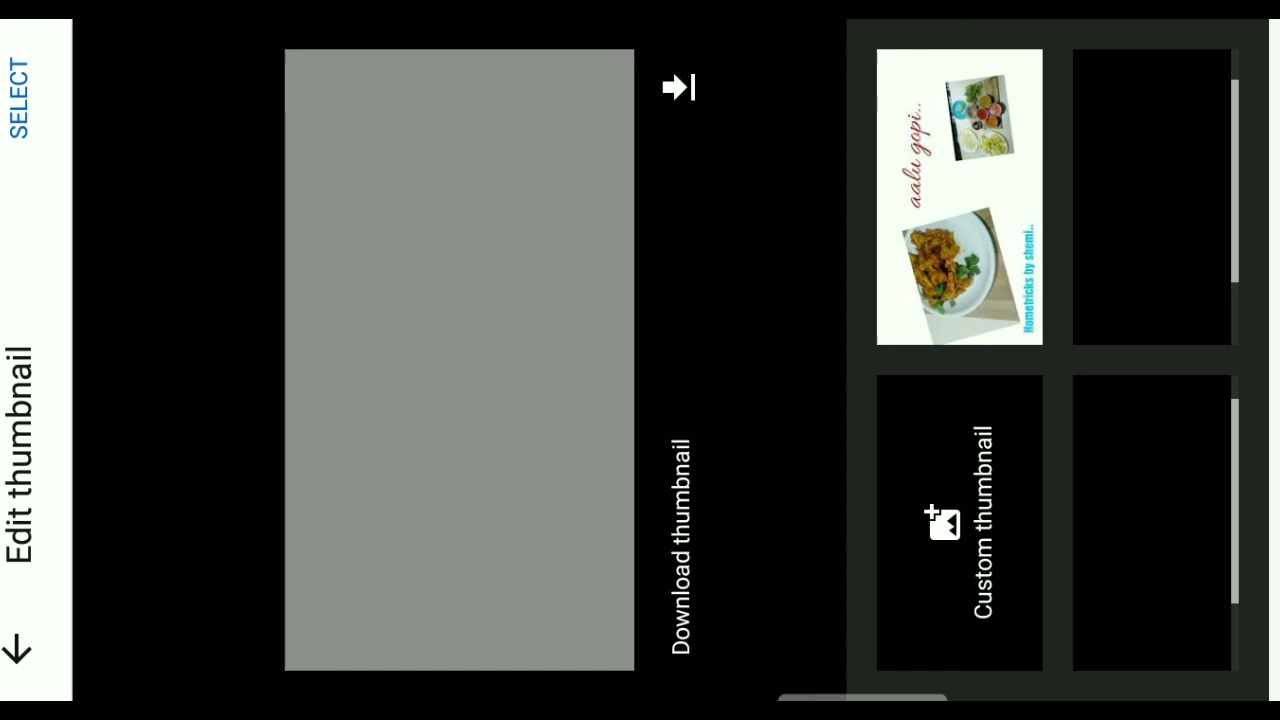 Edit thumbnail
SELECT
Download thumbnail
Custom thumbnail
aalu gopi..
Hometricks by shemi..